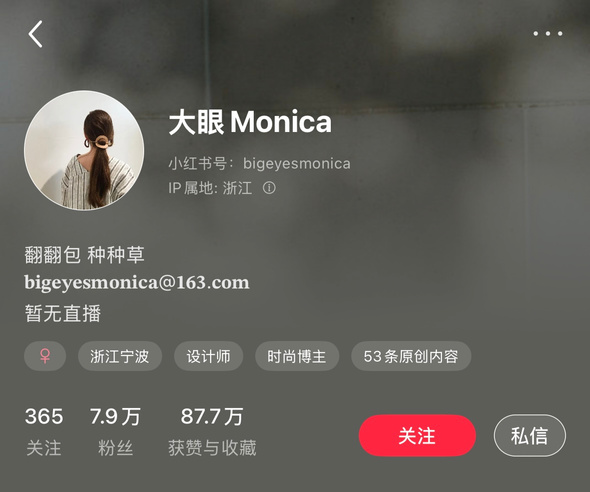 大眼 Monica
小红书号：bigeyesmonica
IP 属地: 浙江
翻翻包 种种草
bigeyesmonica@163.com
暂无直播
浙江宁波 设计师 时尚博主 53条原创内容
365 7.9万 87.7万
关注 粉丝 获赞与收藏 关注 私信